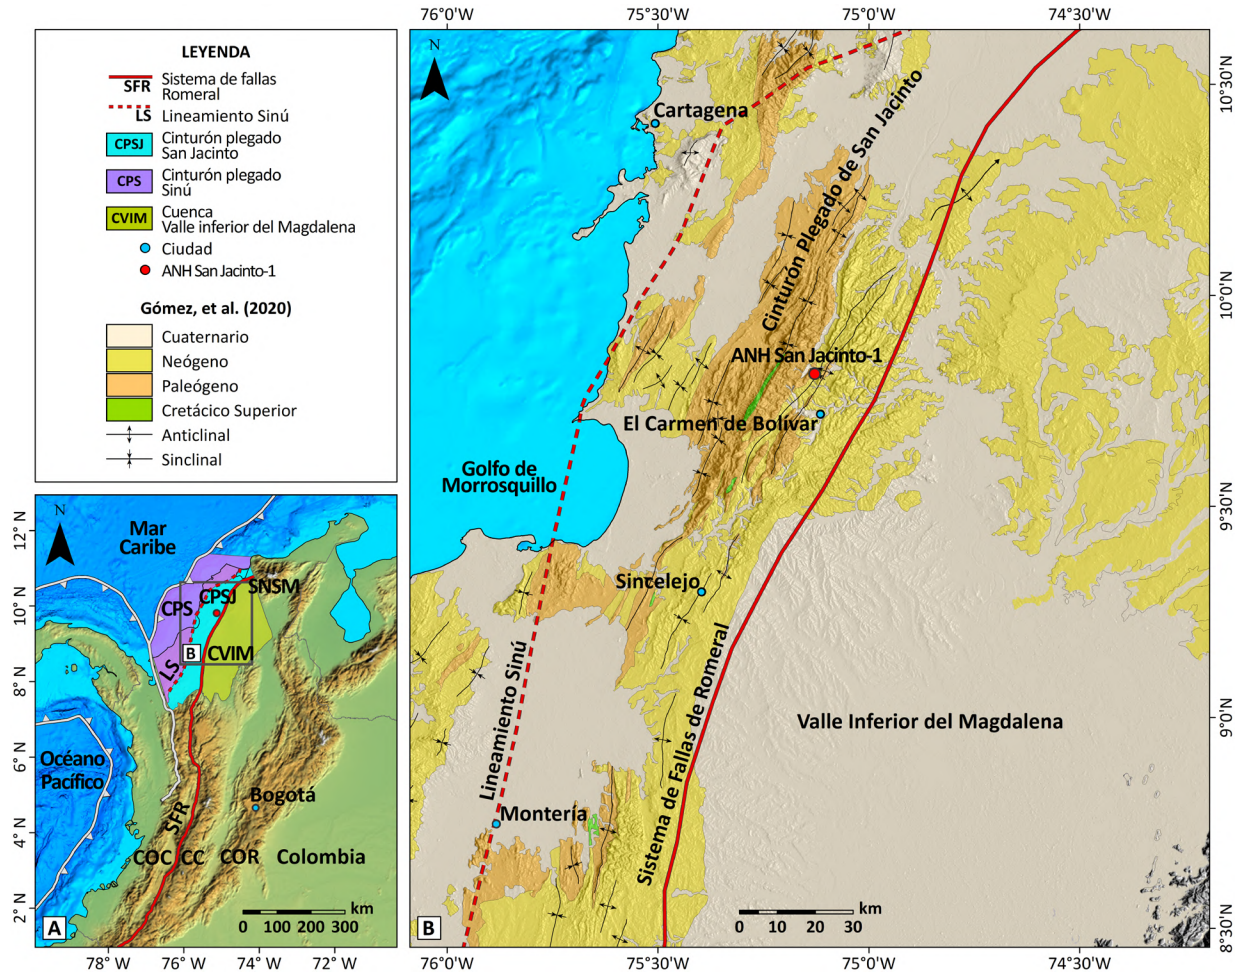 LEYENDA
SFR
Sistema de fallas
Romeral
LS
Lineamiento Sinú
CPSJ
Cinturón plegado
San Jacinto
CPS
Cinturón plegado
Sinú
CVIM
Cuenca
Valle inferior del Magdalena
Ciudad
ANH San Jacinto-1
Gómez, et al. (2020)
Cuaternario
Neógeno
Paleógeno
Cretácico Superior
Anticlinal
Sinclinal
N
Mar
Caribe
CPS
CPSJ
SNSM
B
CVIM
LS
Océano
Pacífico
Bogotá
SFR
COC
CC
COR
Colombia
km
0 100 200 300
A
12° N
10°N
8° N
6° N
4° N
2° N
78° W
76° W
74° W
72° W
76°0'W
75°30'W
75°0'W
74°30'W
N
Cartagena
Cinturón Plegado de San Jacinto
ANH San Jacinto-1
El Carmen de Bolívar
Golfo de
Morrosquillo
Sincelejo
Lineamiento Sinú
Sistema de Fallas de Romeral
Valle Inferior del Magdalena
Montería
km
0 10 20 30
B
10°30'N
10°0'N
9°30'N
9°0'N
8°30'N
76°0'W
75°30'W
75°0'W
74°30'W